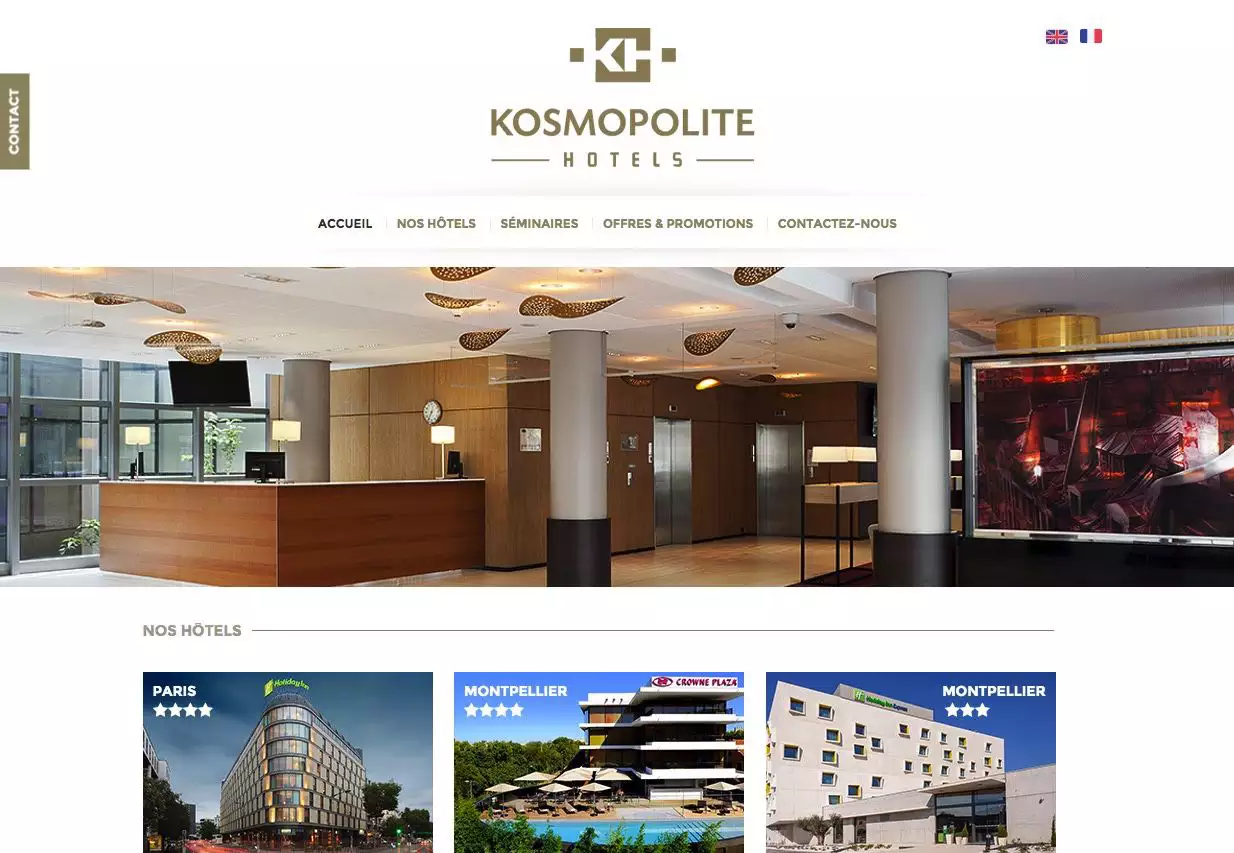 KH
CONTACT
KOSMOPOLITE
HOTELS
ACCUEIL
NOS HÔTELS
SÉMINAIRES
OFFRES & PROMOTIONS
CONTACTEZ-NOUS
NOS HÔTELS
PARIS
Holiday Inn
MONTPELLIER
CROWNE PLAZA
MONTPELLIER
H Holiday Inn Express